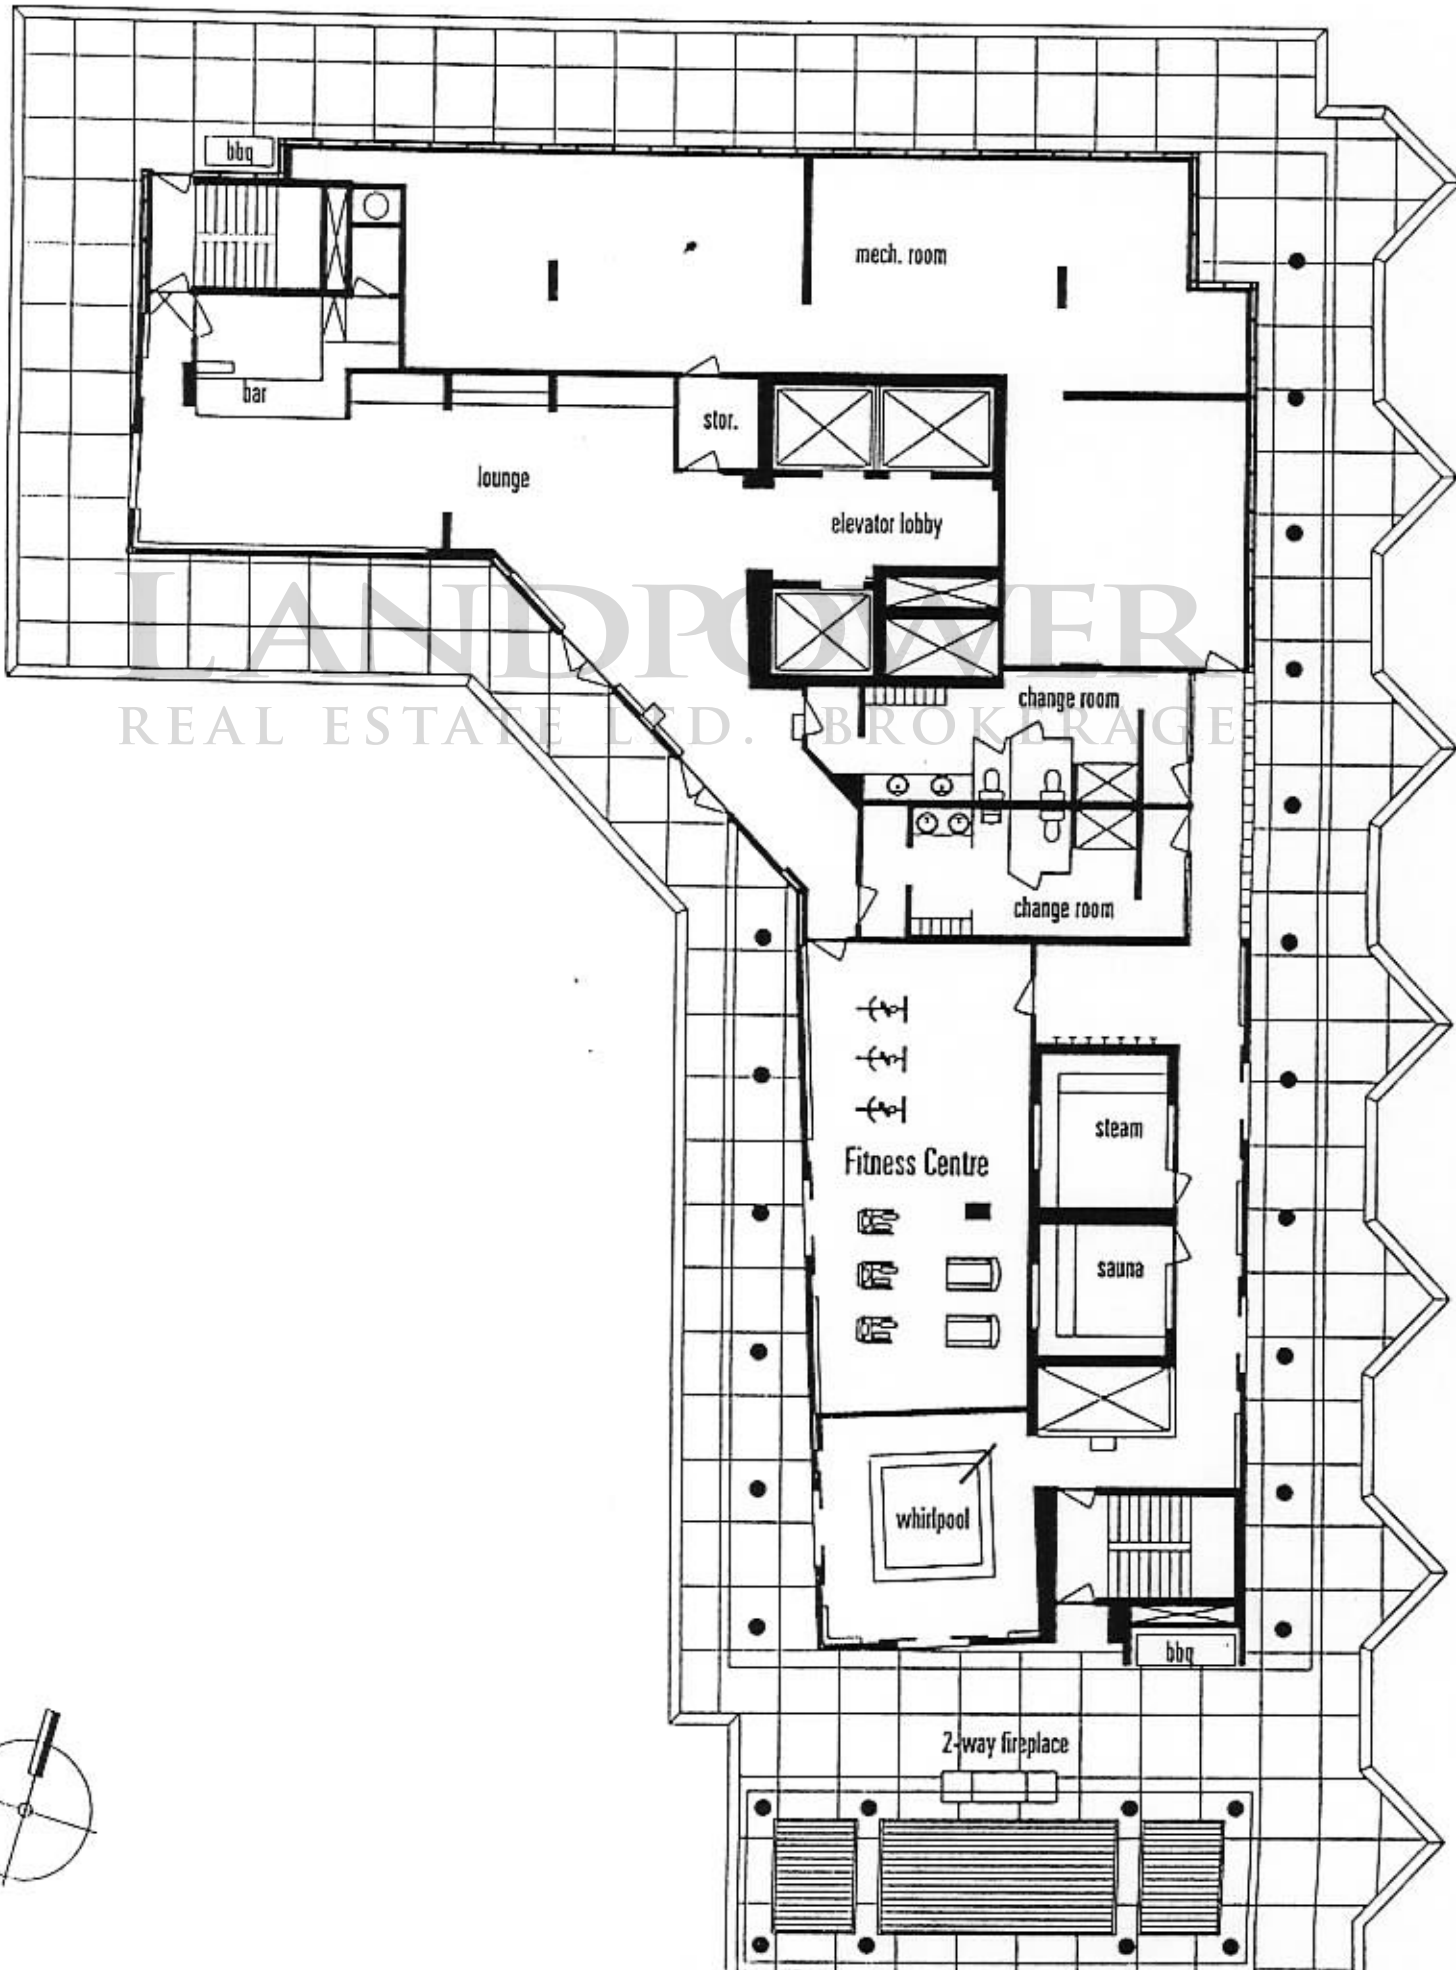 bbq
mech. room
bar
stor.
lounge
elevator lobby
LANDPOWER
REAL ESTATE LTD. BROKERAGE
change room
change room
steam
Fitness Centre
sauna
whirlpool
bbq
2-way fireplace